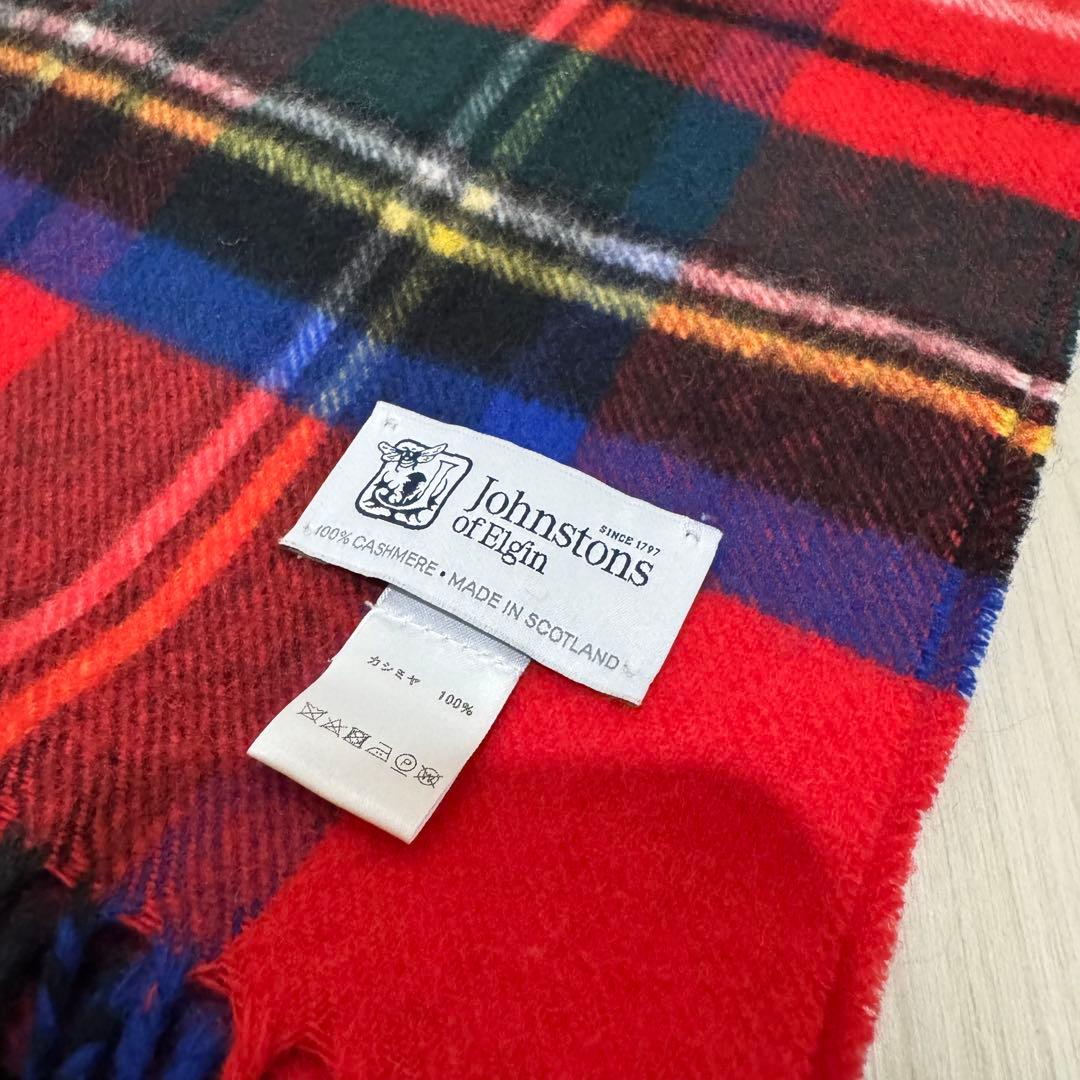 Johnstons
of Elgin
SINCE 1797
100% CASHMERE • MADE IN SCOTLAND
カシミヤ 100%
P
W